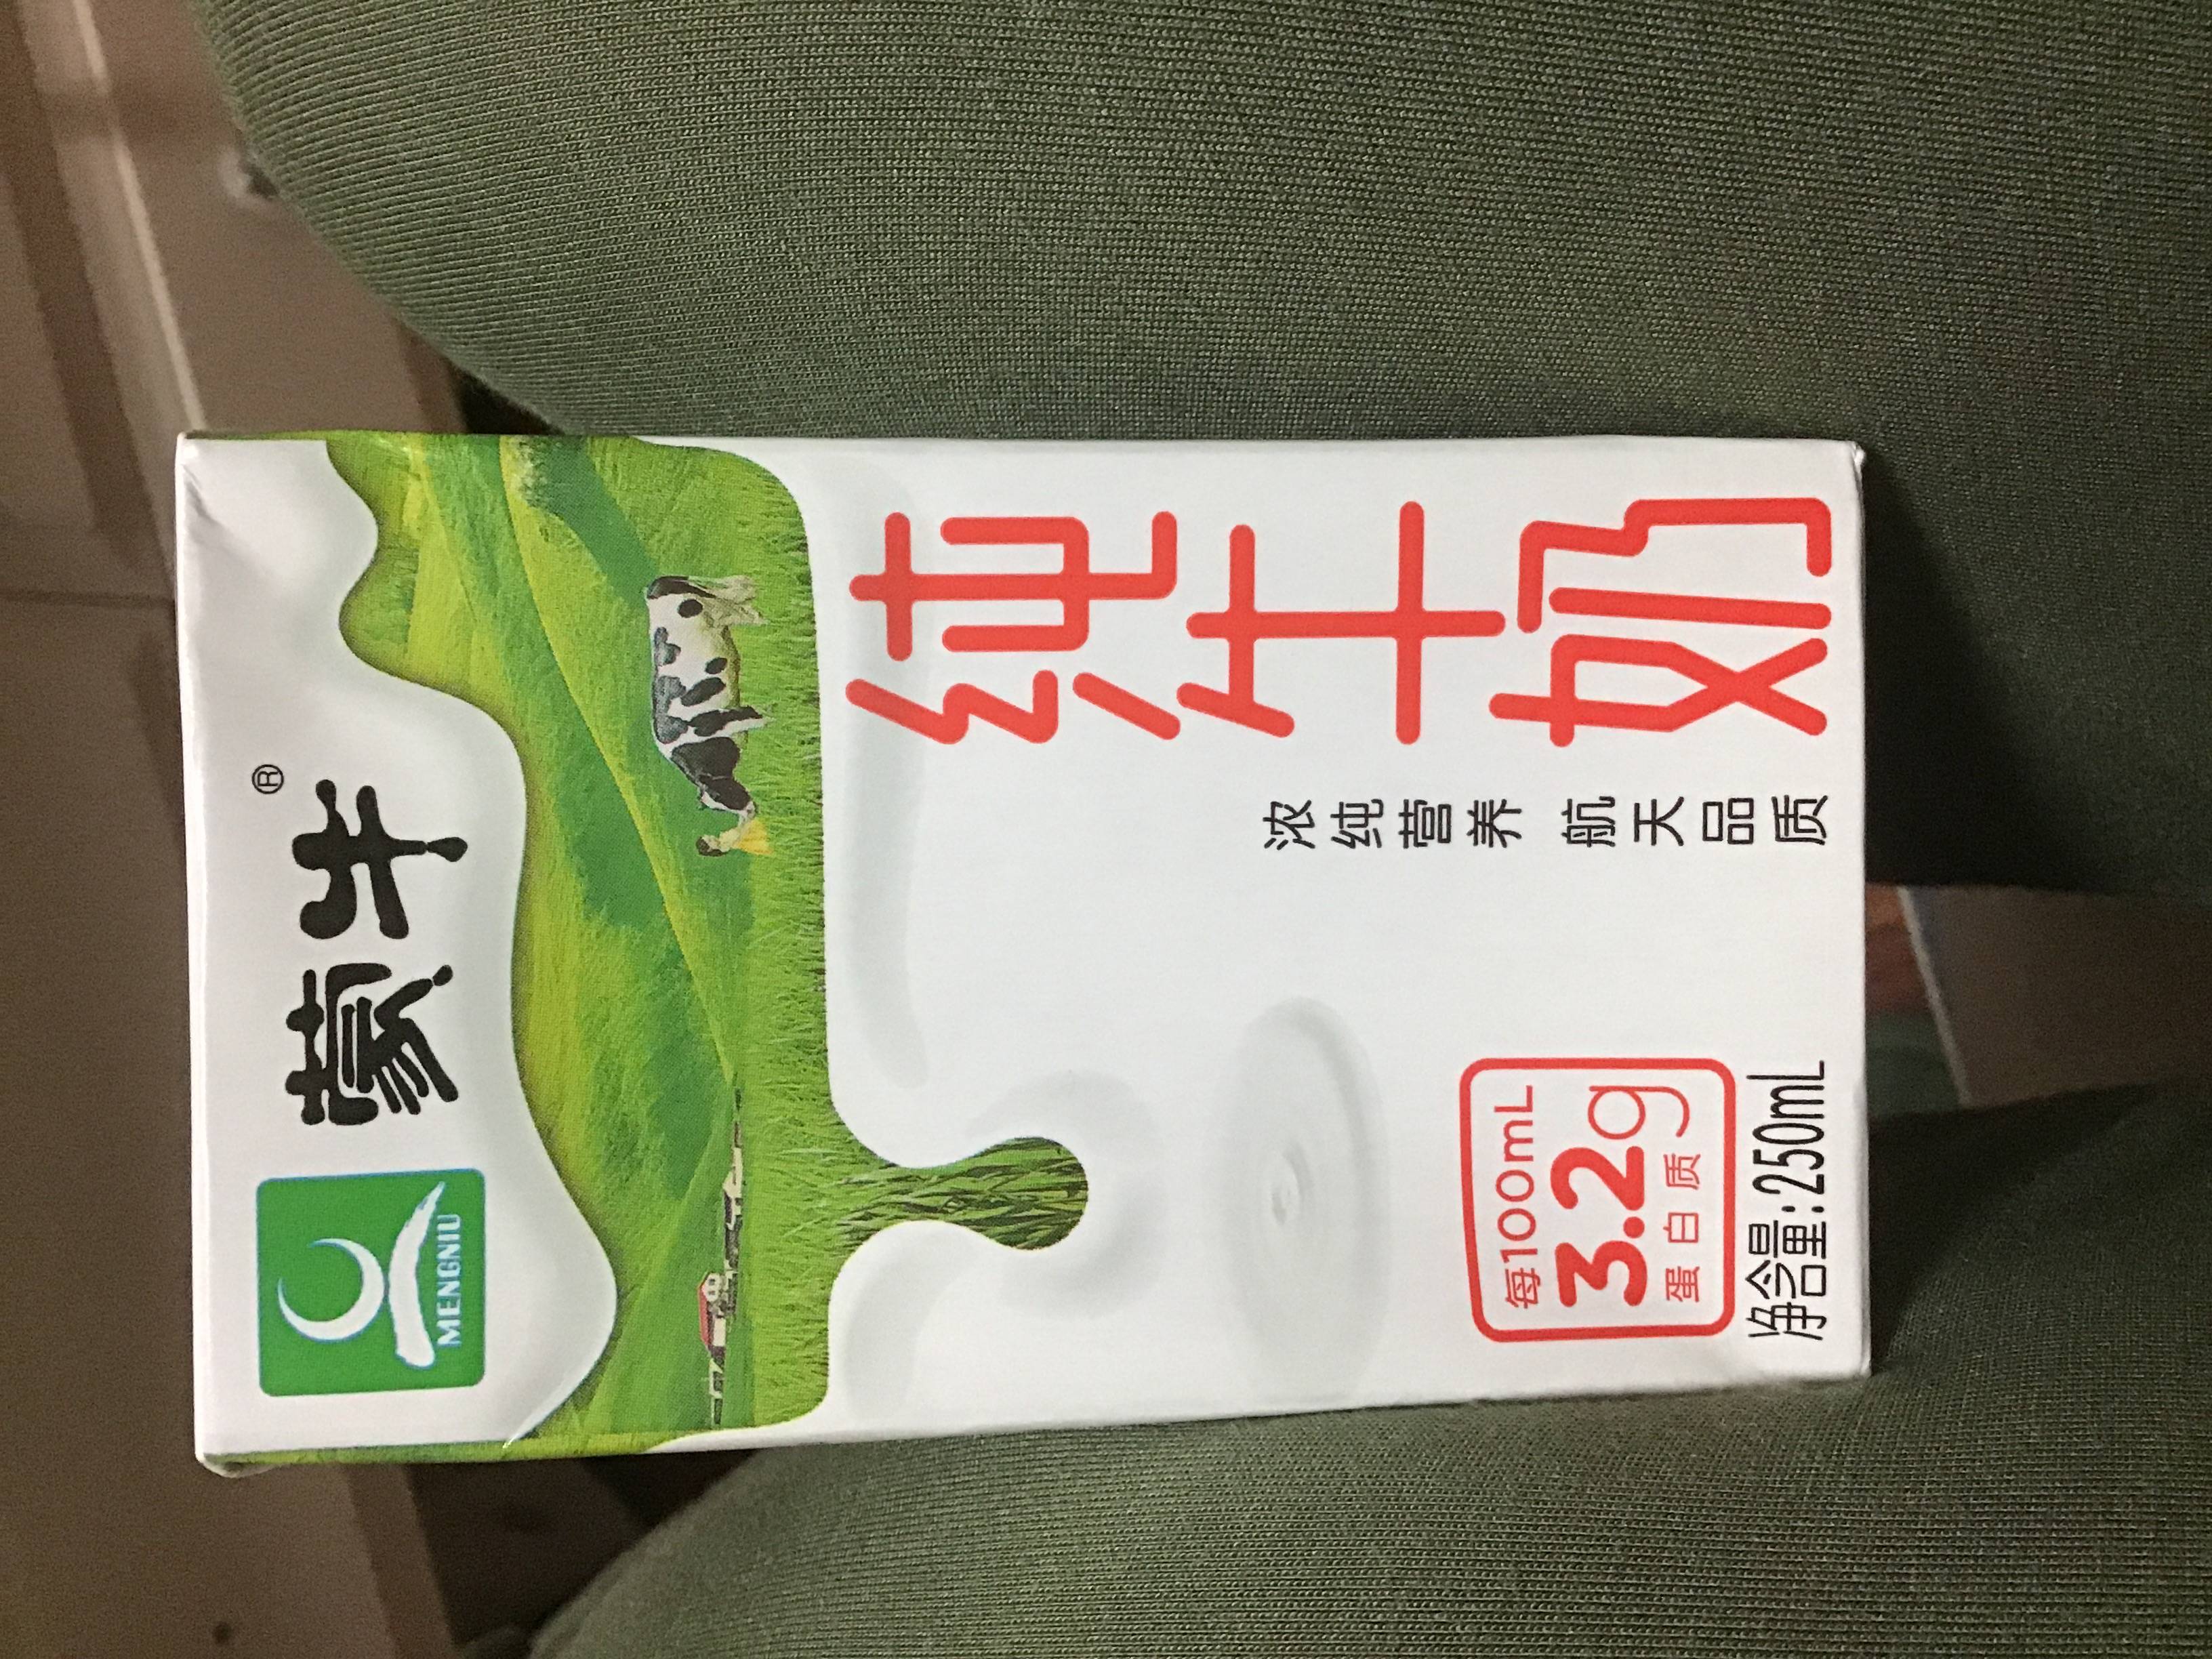 MENGNIU
蒙牛®
纯牛奶
浓纯营养 航天品质
每100mL
3.2g
蛋白质
净含量:250mL